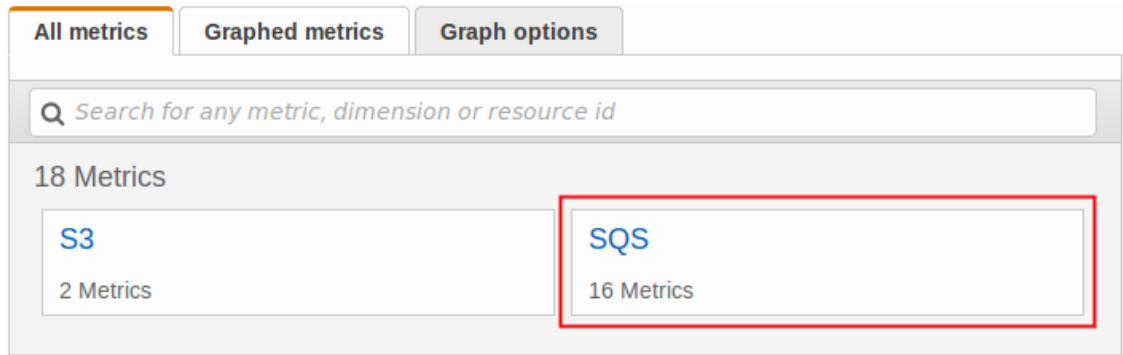 All metrics Graphed metrics Graph options
Search for any metric, dimension or resource id
18 Metrics
S3 SQS
2 Metrics 16 Metrics